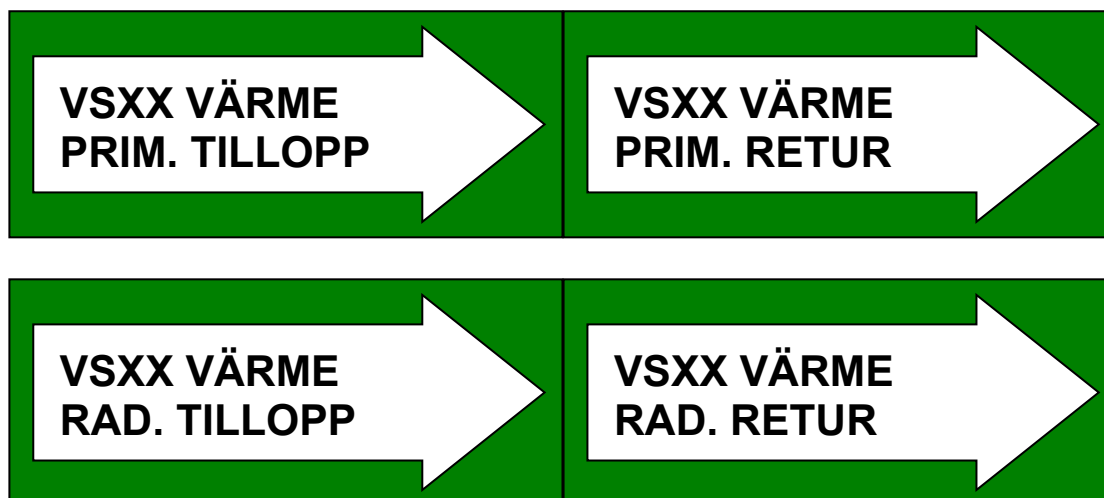 VSXX VÄRME
PRIM. TILLOPP
VSXX VÄRME
PRIM. RETUR
VSXX VÄRME
RAD. TILLOPP
VSXX VÄRME
RAD. RETUR